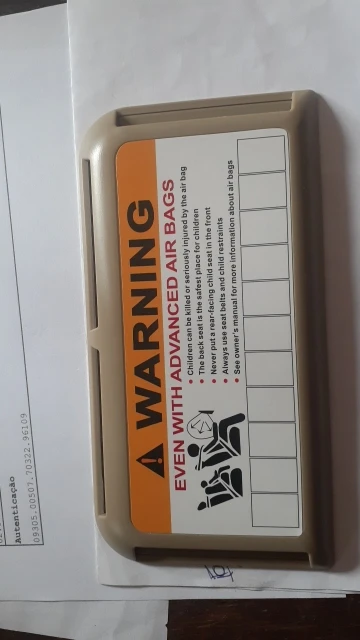 Autenticação
09305.00507.70322.96109
WARNING
EVEN WITH ADVANCED AIR BAGS
• Children can be killed or seriously injured by the air bag
• The back seat is the safest place for children
• Never put a rear-facing child seat in the front
• Always use seat belts and child restraints
• See owner's manual for more information about air bags